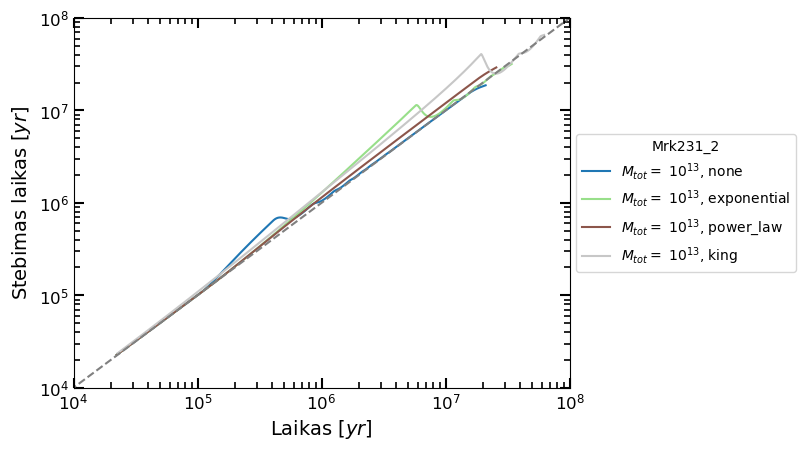 10^8
10^7
10^6
10^5
10^4
Stebimas laikas [yr]
10^4 10^5 10^6 10^7 10^8
Laikas [yr]
Mrk231_2
M_tot = 10^13, none
M_tot = 10^13, exponential
M_tot = 10^13, power_law
M_tot = 10^13, king